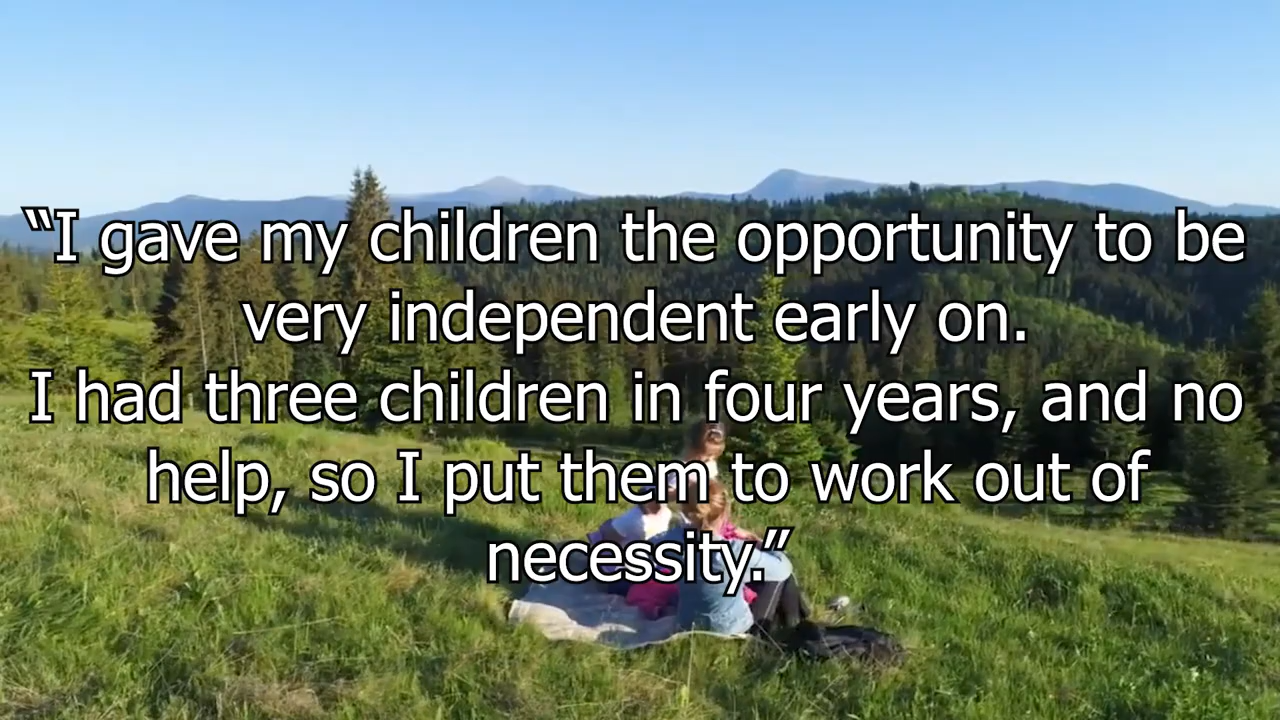 “I gave my children the opportunity to be
very independent early on.
I had three children in four years, and no
help, so I put them to work out of
necessity.”